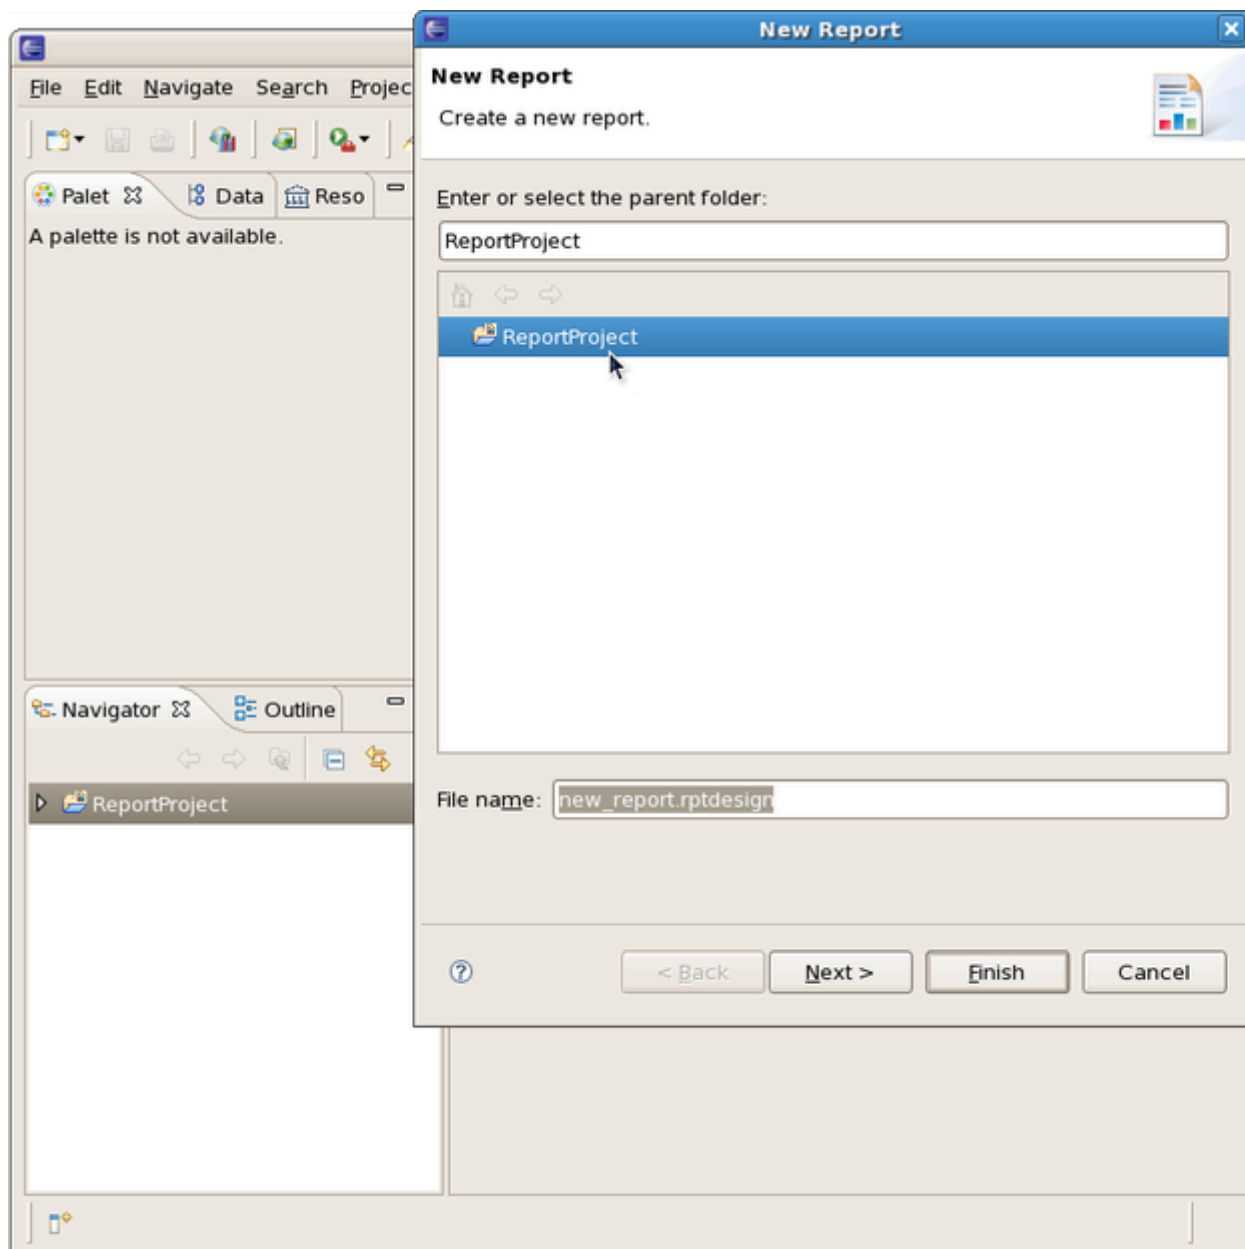 New Report
File Edit Navigate Search Projec
New Report
Create a new report.
Palet Data Reso
A palette is not available.
Enter or select the parent folder:
ReportProject
ReportProject
Navigator Outline
ReportProject
File name: new_report.rptdesign
< Back Next > Finish Cancel